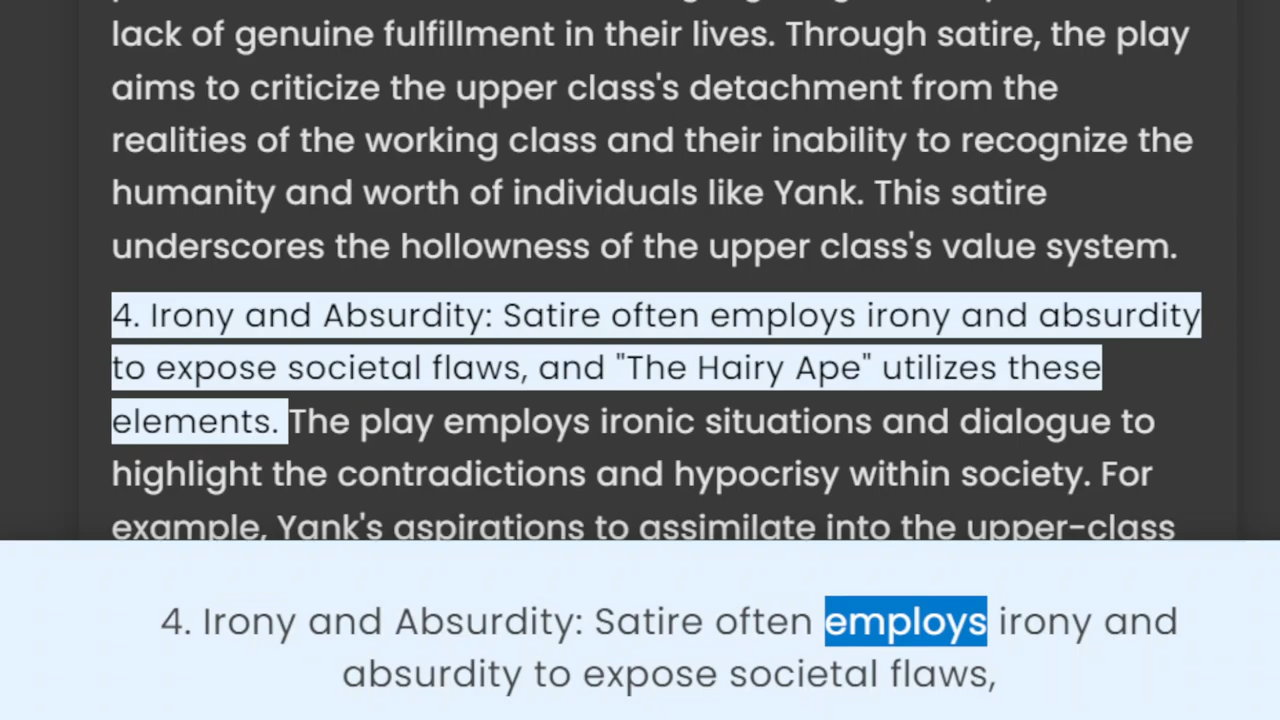 lack of genuine fulfillment in their lives. Through satire, the play
aims to criticize the upper class's detachment from the
realities of the working class and their inability to recognize the
humanity and worth of individuals like Yank. This satire
underscores the hollowness of the upper class's value system.
4. Irony and Absurdity: Satire often employs irony and absurdity
to expose societal flaws, and "The Hairy Ape" utilizes these
elements. The play employs ironic situations and dialogue to
highlight the contradictions and hypocrisy within society. For
example, Yank's aspirations to assimilate into the upper-class
4. Irony and Absurdity: Satire often employs irony and
absurdity to expose societal flaws,